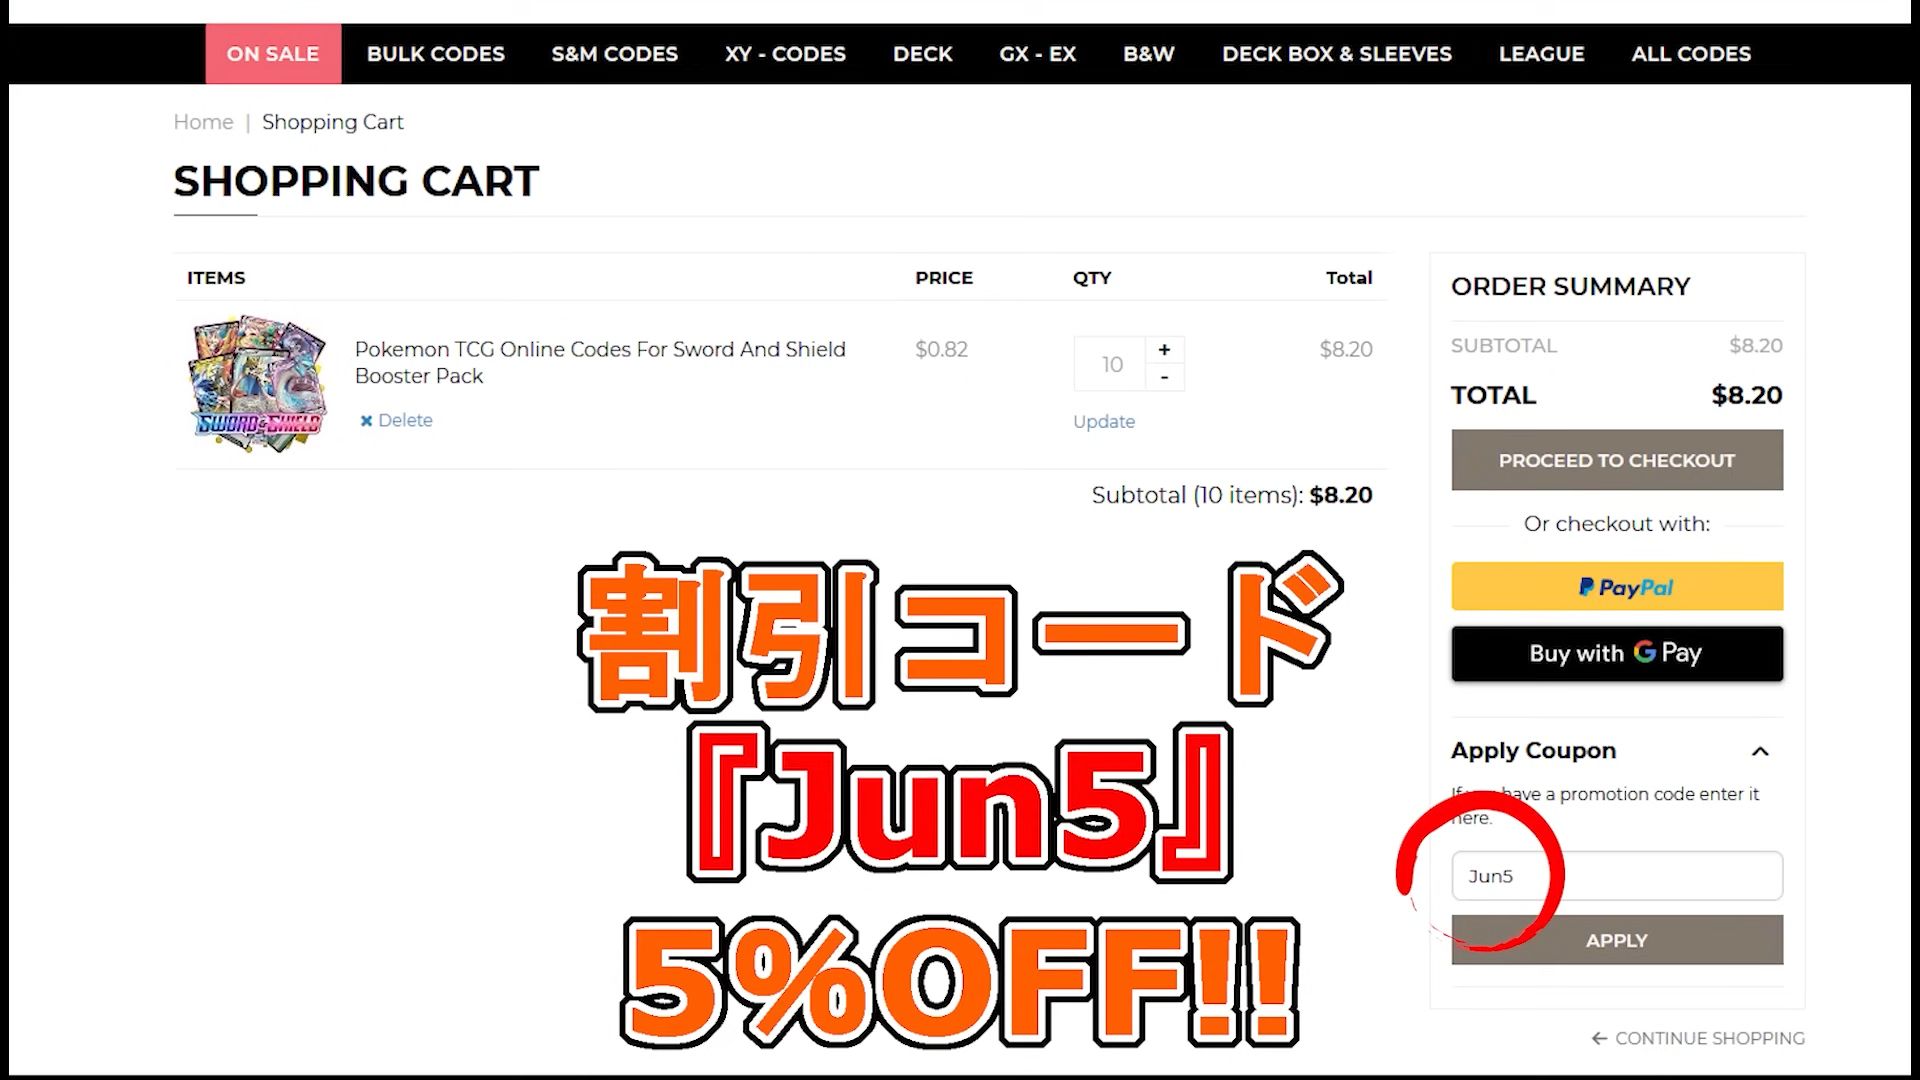 ON SALE BULK CODES S&M CODES XY - CODES DECK GX - EX B&W DECK BOX & SLEEVES LEAGUE ALL CODES
Home | Shopping Cart
SHOPPING CART
ITEMS PRICE QTY Total
Pokemon TCG Online Codes For Sword And Shield
Booster Pack
$0.82
10
+
-
$8.20
SWORD & SHIELD
× Delete
Update
Subtotal (10 items): $8.20
ORDER SUMMARY
SUBTOTAL $8.20
TOTAL $8.20
PROCEED TO CHECKOUT
Or checkout with:
PayPal
Buy with G Pay
Apply Coupon
If you have a promotion code enter it
here.
Jun5
APPLY
← CONTINUE SHOPPING
割引コード
『Jun5』
5%OFF!!